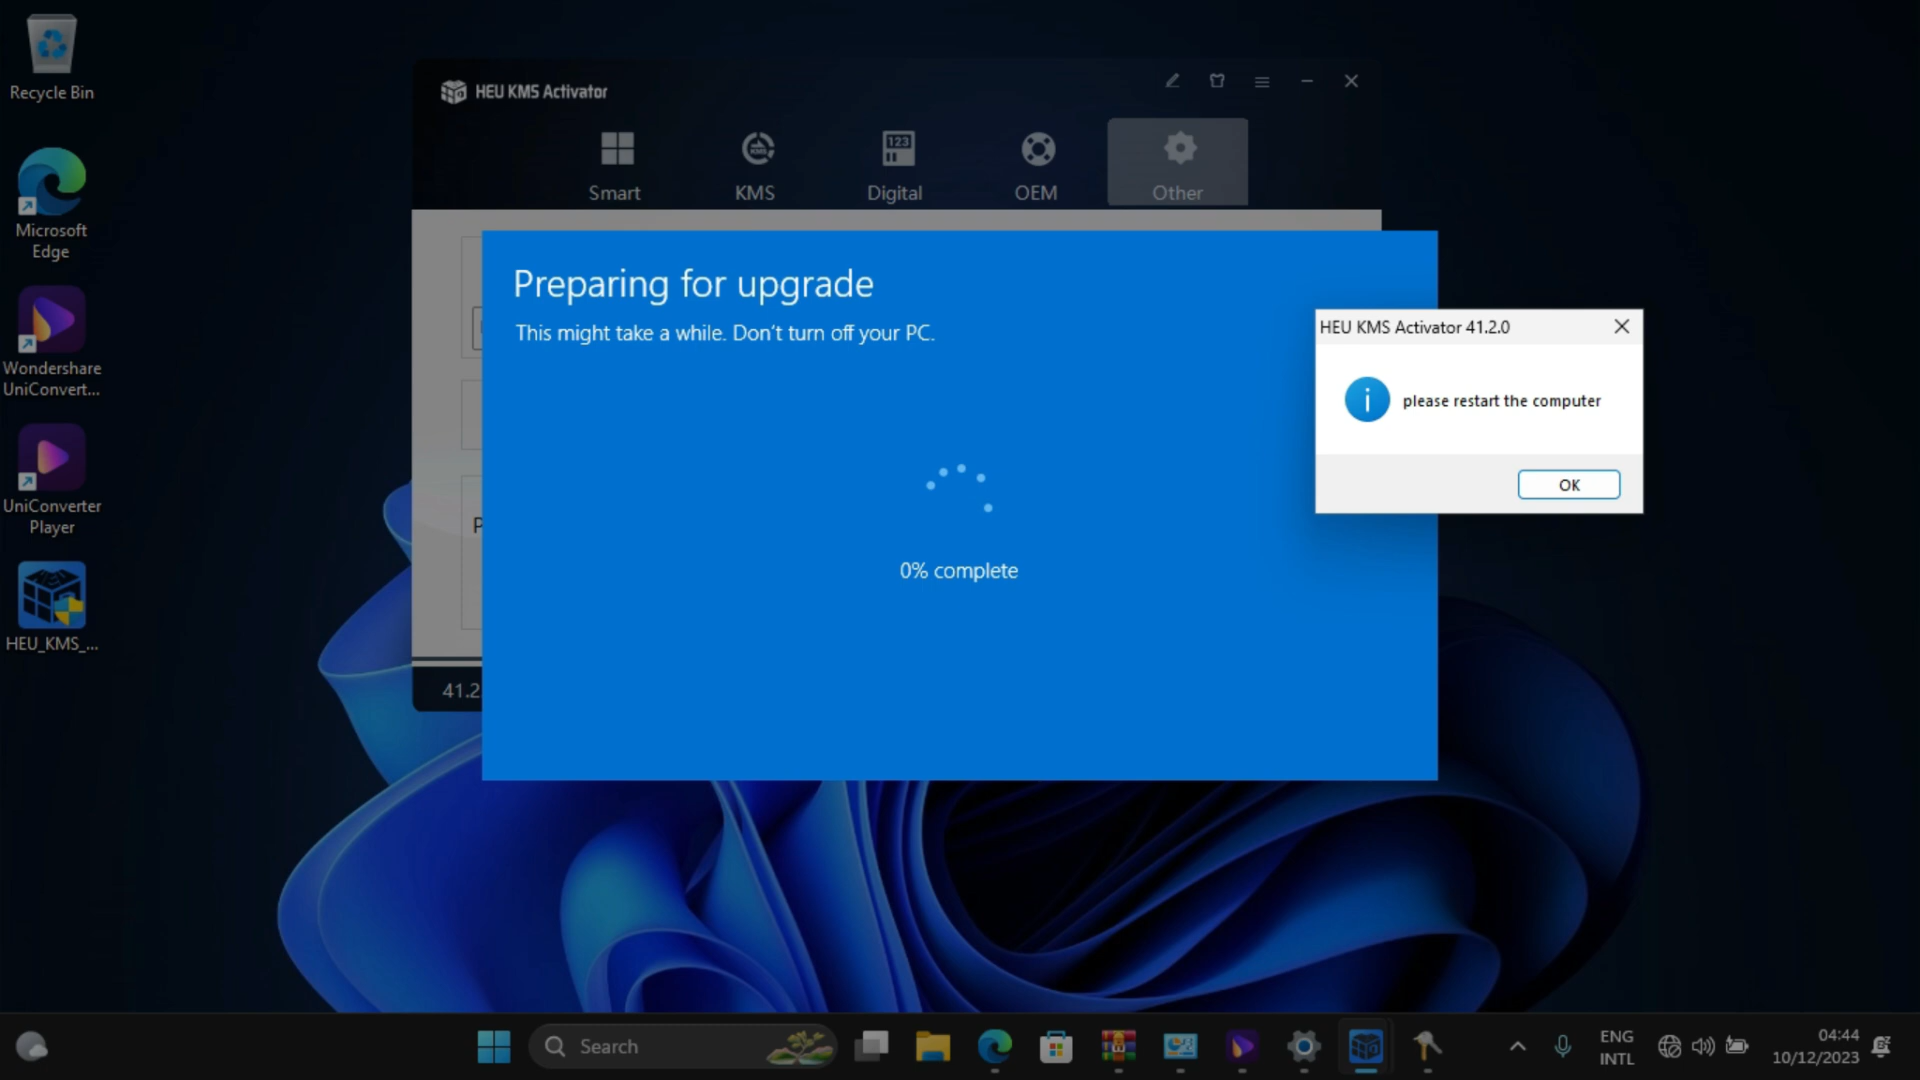 Recycle Bin
Microsoft
Edge
Wondershare
UniConvert...
UniConverter
Player
HEU_KMS_...
HEU KMS Activator
Smart
KMS
Digital
OEM
Other
Preparing for upgrade
This might take a while. Don't turn off your PC.
0% complete
HEU KMS Activator 41.2.0
please restart the computer
OK
P
41.2
Search
ENG
INTL
04:44
10/12/2023